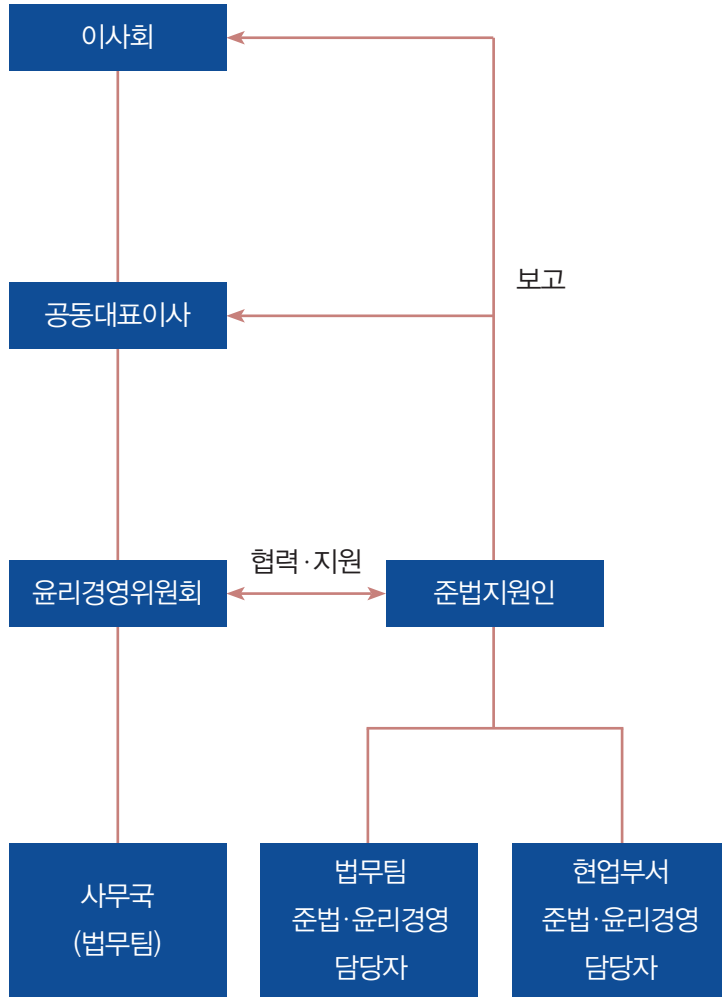 이사회
보고
공동대표이사
협력·지원
윤리경영위원회
준법지원인
사무국
(법무팀)
법무팀
준법·윤리경영
담당자
현업부서
준법·윤리경영
담당자